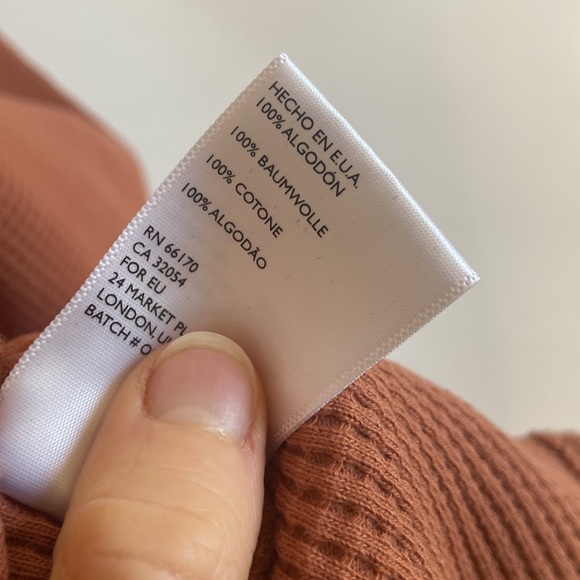 HECHO EN E.U.A.
100% ALGODÓN
100% BAUMWOLLE
100% COTONE
100% ALGODÃO
RN 66170
CA 32054
FOR EU
24 MARKET
LONDON,
BATCH #